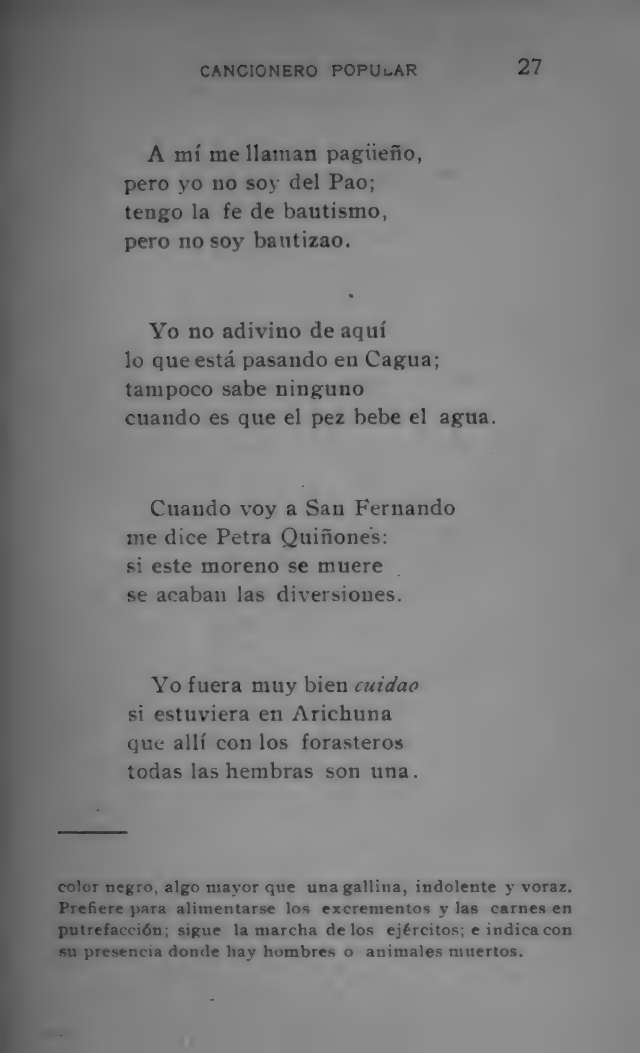 CANCIONERO POPULAR 27
A mí me llaman pagüeño,
pero yo no soy del Pao;
tengo la fe de bautismo,
pero no soy bautizao.
Yo no adivino de aquí
lo que está pasando en Cagua;
tampoco sabe ninguno
cuando es que el pez bebe el agua.
Cuando voy a San Fernando
me dice Petra Quiñones:
si este moreno se muere
se acaban las diversiones.
Yo fuera muy bien cuidao
si estuviera en Arichuna
que allí con los forasteros
todas las hembras son una.
color negro, algo mayor que una gallina, indolente y voraz.
Prefiere para alimentarse los excrementos y las carnes en
putrefacción; sigue la marcha de los ejércitos; e indica con
su presencia donde hay hombres o animales muertos.